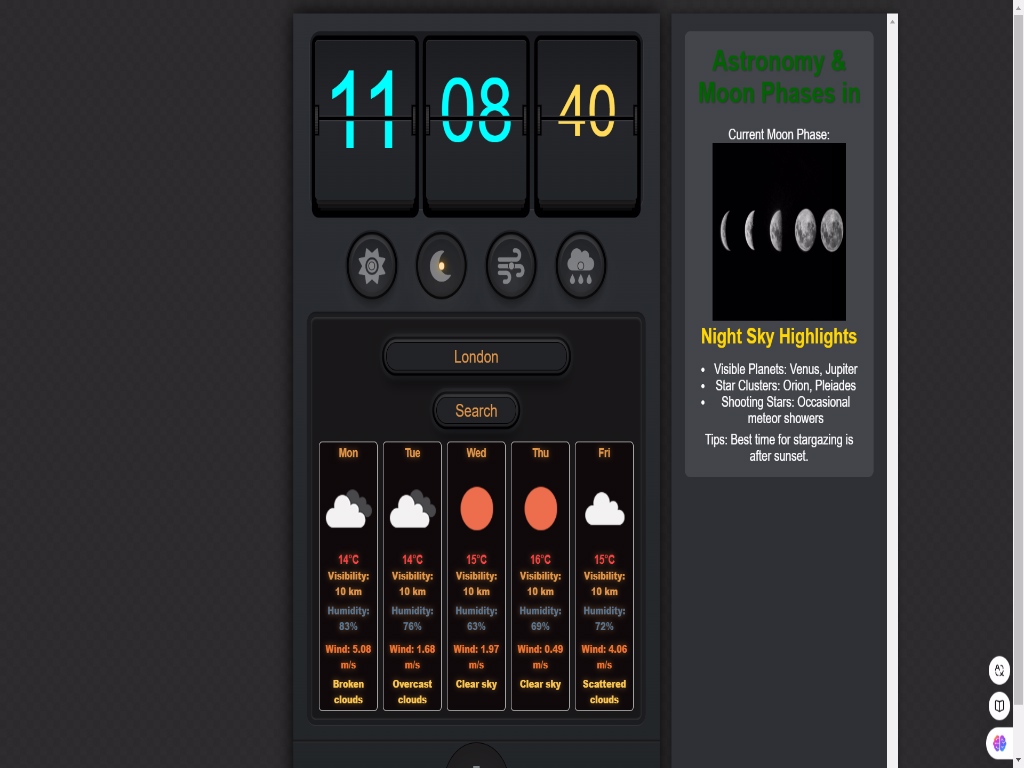 11 08 40
London
Search
Mon Tue Wed Thu Fri
14°C 14°C 15°C 16°C 15°C
Visibility: Visibility: Visibility: Visibility: Visibility:
10 km 10 km 10 km 10 km 10 km
Humidity: Humidity: Humidity: Humidity: Humidity:
83% 76% 63% 69% 72%
Wind: 5.08 Wind: 1.68 Wind: 1.97 Wind: 0.49 Wind: 4.06
m/s m/s m/s m/s m/s
Broken Overcast Clear sky Clear sky Scattered
clouds clouds clouds
Astronomy &
Moon Phases in
Current Moon Phase:
Night Sky Highlights
• Visible Planets: Venus, Jupiter
• Star Clusters: Orion, Pleiades
• Shooting Stars: Occasional
meteor showers
Tips: Best time for stargazing is
after sunset.